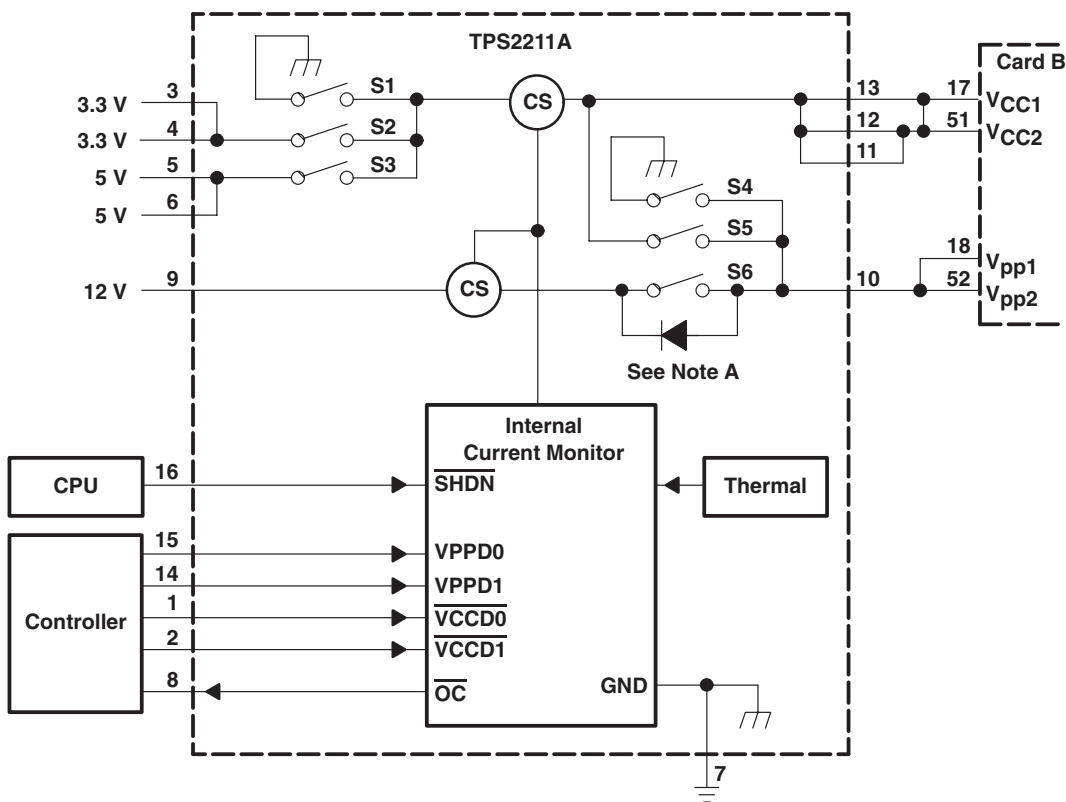 TPS2211A
Card B
3.3 V
3
S1
CS
13
17
VCC1
3.3 V
4
S2
12
51
VCC2
5 V
5
S3
11
5 V
6
S4
S5
12 V
9
CS
S6
10
18
Vpp1
52
Vpp2
See Note A
Internal
Current Monitor
CPU
16
SHDN
Thermal
Controller
15
VPPD0
14
VPPD1
1
VCCD0
2
VCCD1
8
OC
GND
7